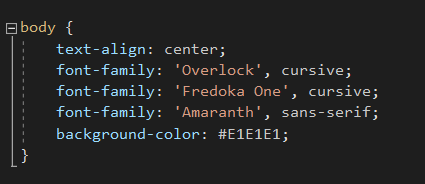 body {
text-align: center;
font-family: 'Overlock', cursive;
font-family: 'Fredoka One', cursive;
font-family: 'Amaranth', sans-serif;
background-color: #E1E1E1;
}